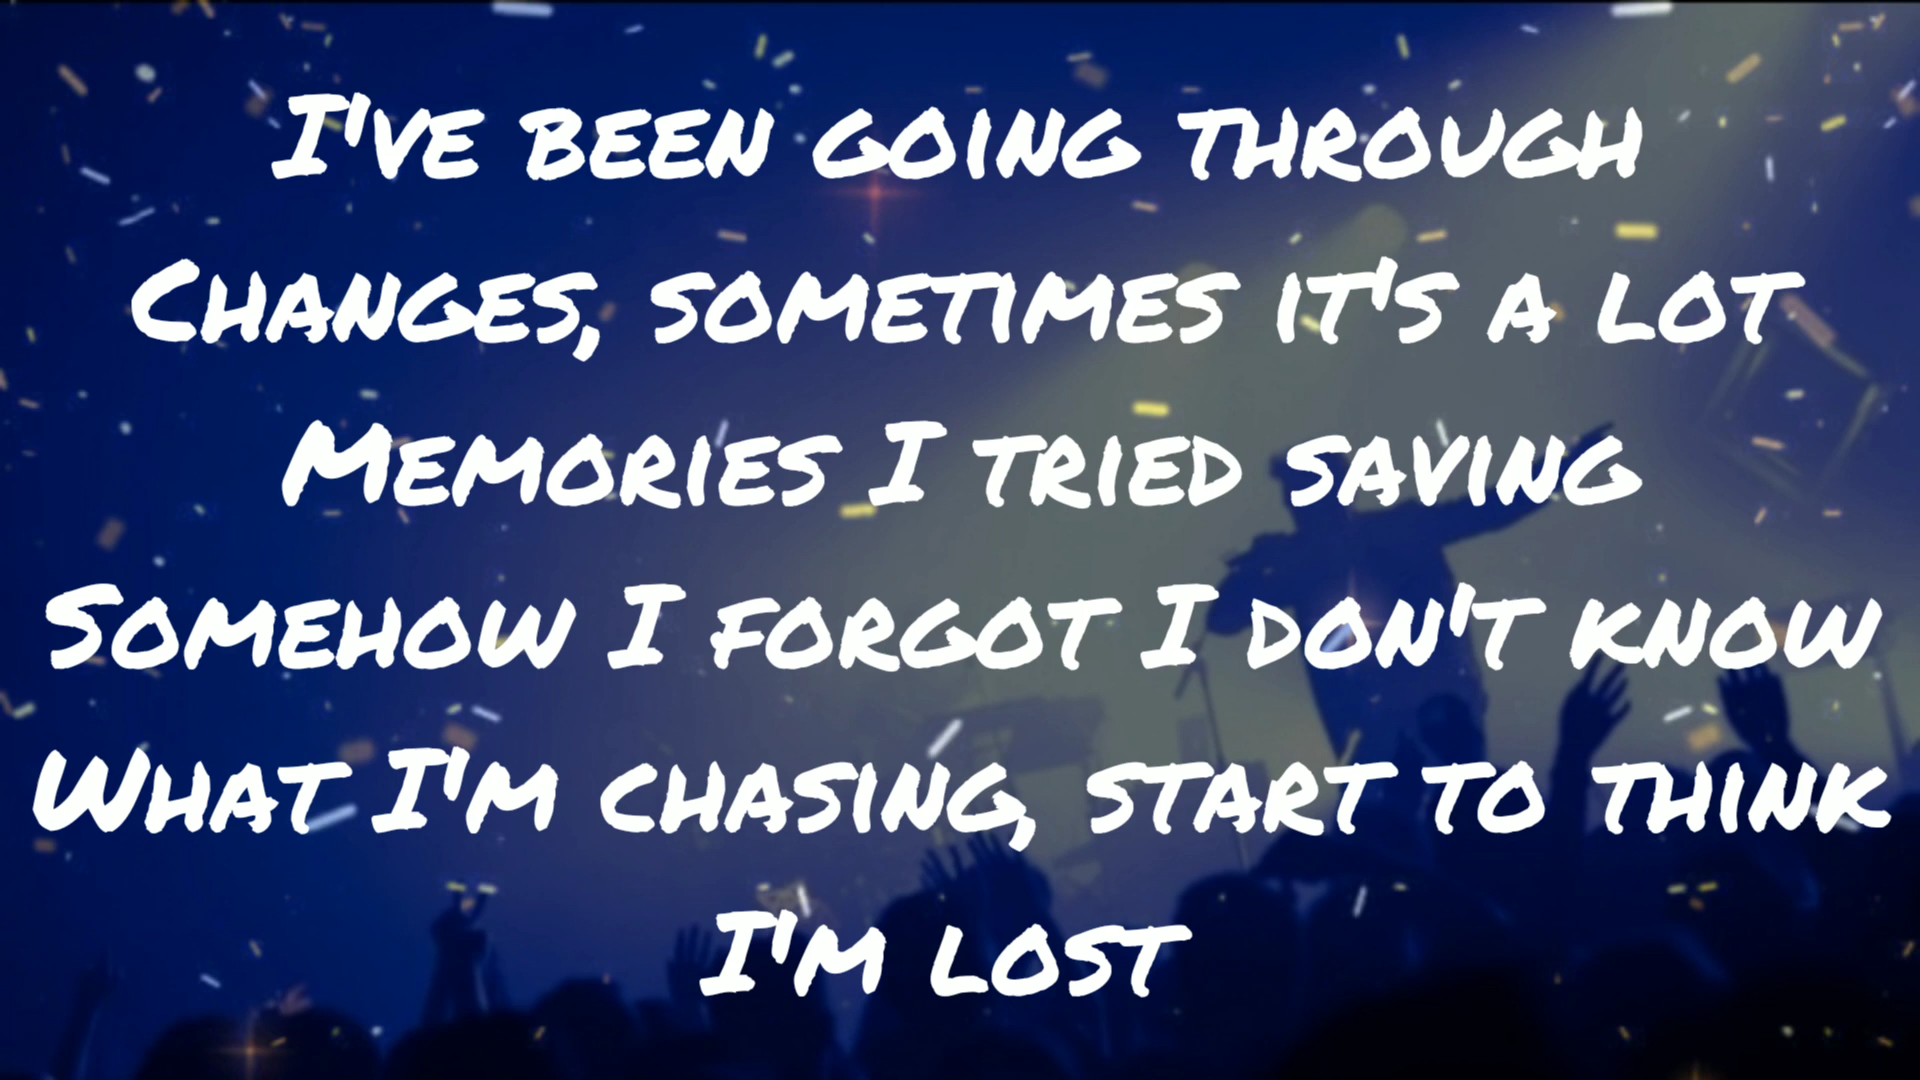 I've been going through
Changes, sometimes it's a lot
Memories I tried saving
Somehow I forgot I don't know
What I'm chasing, start to think
I'm lost